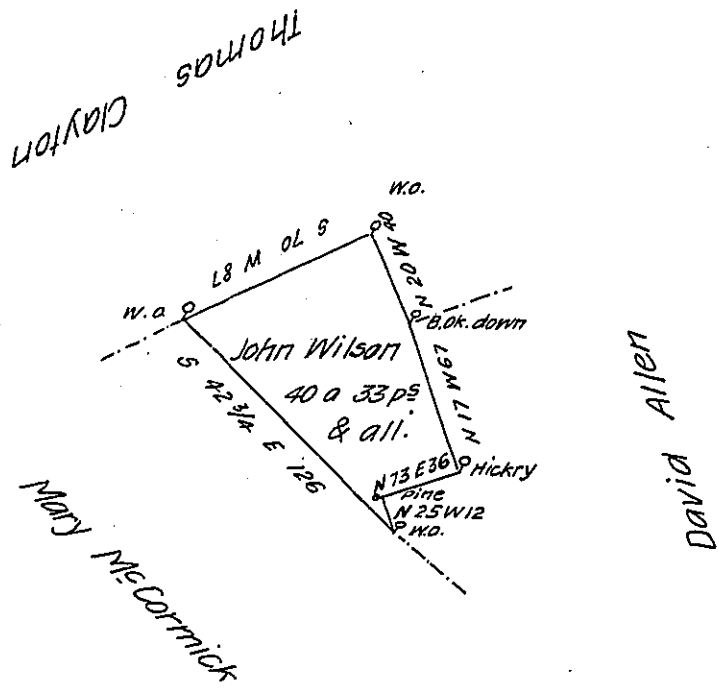 Thomas Clayton
W.O.
S 70 W 87
N 20 W 40
W.O
B.Ok. down
John Wilson
40 a 33 ps
& all:
S 42 3/4 E 126
N 17 W 67
David Allen
N 73 E 36
Hickry
Pine
N 25 W 12
W.O.
Mary McCormick